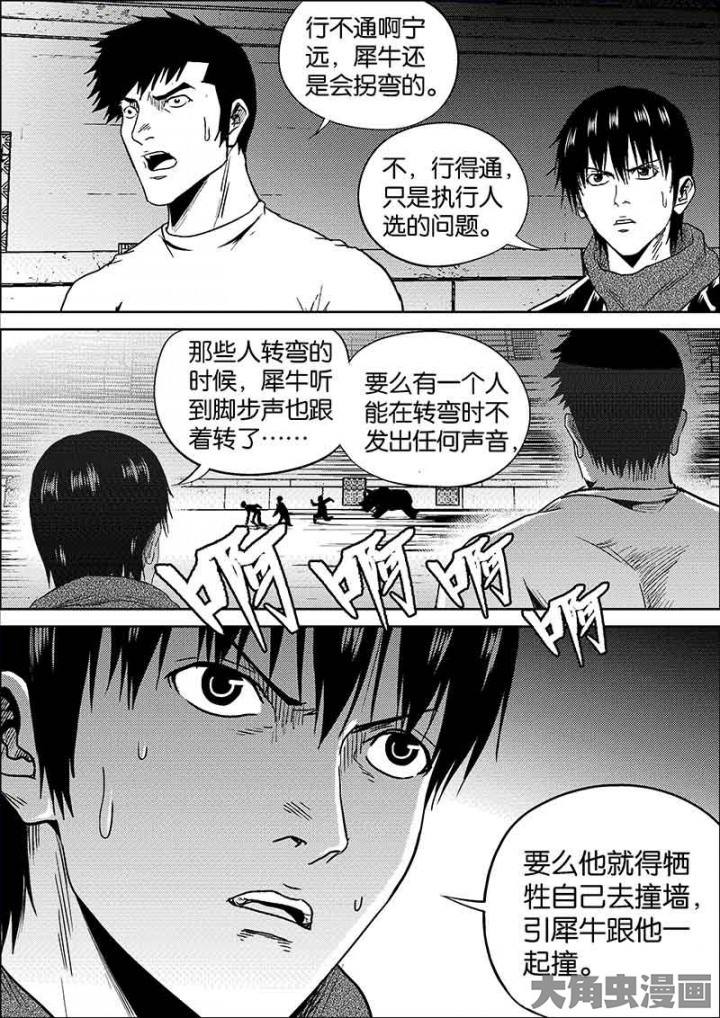 行不通啊宁
远，犀牛还
是会拐弯的。
不，行得通，
只是执行人
选的问题。
那些人转弯的
时候，犀牛听
到脚步声也跟
着转了……
要么有一个人
能在转弯时不
发出任何声音，
啊啊啊啊
要么他就得牺
牲自己去撞墙，
引犀牛跟他一
起撞。
大角虫漫画